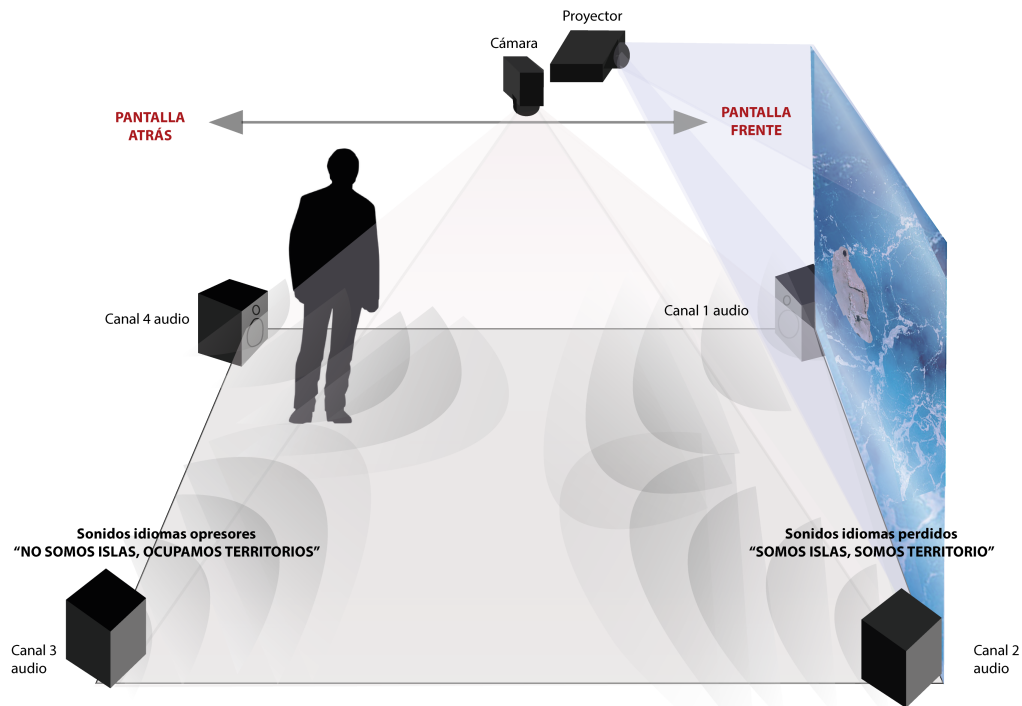 Proyector
Cámara
PANTALLA
ATRÁS
PANTALLA
FRENTE
Canal 4 audio
Canal 1 audio
Sonidos idiomas opresores
“NO SOMOS ISLAS, OCUPAMOS TERRITORIOS”
Sonidos idiomas perdidos
“SOMOS ISLAS, SOMOS TERRITORIO”
Canal 3
audio
Canal 2
audio